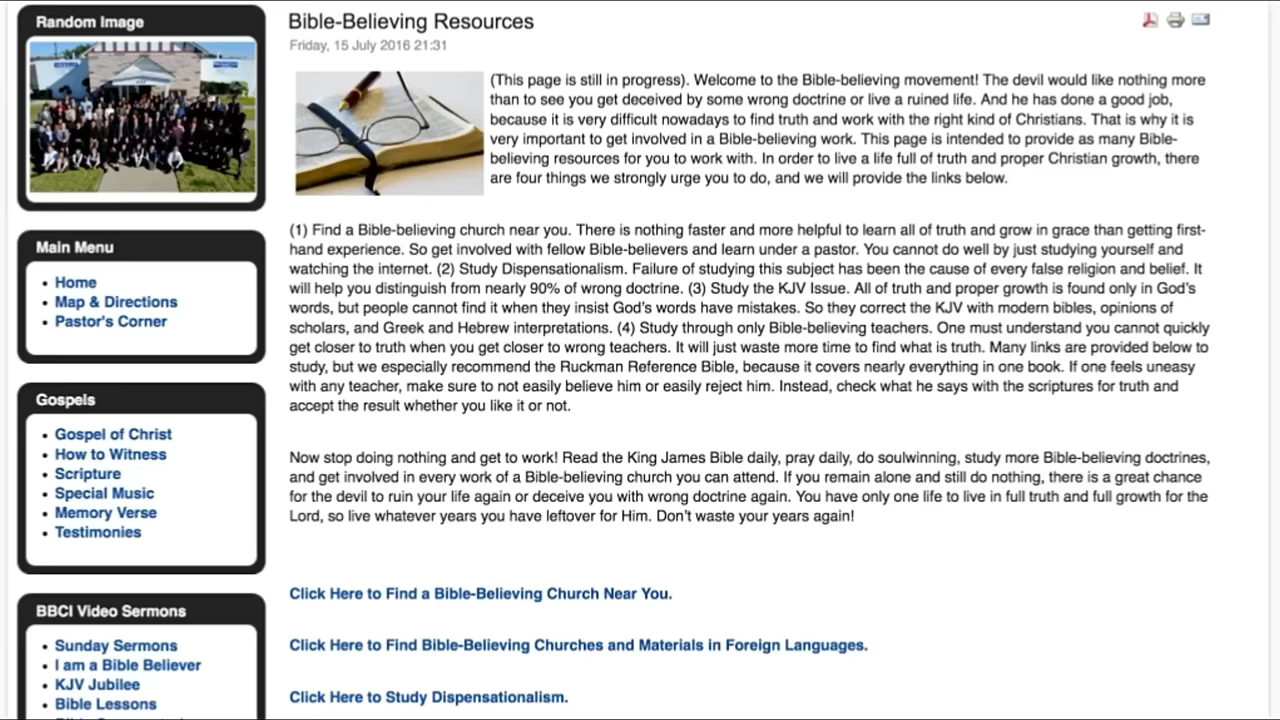 Random Image
Main Menu
Home
Map & Directions
Pastor's Corner
Gospels
Gospel of Christ
How to Witness
Scripture
Special Music
Memory Verse
Testimonies
BBCI Video Sermons
Sunday Sermons
I am a Bible Believer
KJV Jubilee
Bible Lessons
Bible-Believing Resources
Friday, 15 July 2016 21:31
(This page is still in progress). Welcome to the Bible-believing movement! The devil would like nothing more
than to see you get deceived by some wrong doctrine or live a ruined life. And he has done a good job,
because it is very difficult nowadays to find truth and work with the right kind of Christians. That is why it is
very important to get involved in a Bible-believing work. This page is intended to provide as many Bible-
believing resources for you to work with. In order to live a life full of truth and proper Christian growth, there
are four things we strongly urge you to do, and we will provide the links below.
(1) Find a Bible-believing church near you. There is nothing faster and more helpful to learn all of truth and grow in grace than getting first-
hand experience. So get involved with fellow Bible-believers and learn under a pastor. You cannot do well by just studying yourself and
watching the internet. (2) Study Dispensationalism. Failure of studying this subject has been the cause of every false religion and belief. It
will help you distinguish from nearly 90% of wrong doctrine. (3) Study the KJV Issue. All of truth and proper growth is found only in God's
words, but people cannot find it when they insist God's words have mistakes. So they correct the KJV with modern bibles, opinions of
scholars, and Greek and Hebrew interpretations. (4) Study through only Bible-believing teachers. One must understand you cannot quickly
get closer to truth when you get closer to wrong teachers. It will just waste more time to find what is truth. Many links are provided below to
study, but we especially recommend the Ruckman Reference Bible, because it covers nearly everything in one book. If one feels uneasy
with any teacher, make sure to not easily believe him or easily reject him. Instead, check what he says with the scriptures for truth and
accept the result whether you like it or not.
Now stop doing nothing and get to work! Read the King James Bible daily, pray daily, do soulwinning, study more Bible-believing doctrines,
and get involved in every work of a Bible-believing church you can attend. If you remain alone and still do nothing, there is a great chance
for the devil to ruin your life again or deceive you with wrong doctrine again. You have only one life to live in full truth and full growth for the
Lord, so live whatever years you have leftover for Him. Don't waste your years again!
Click Here to Find a Bible-Believing Church Near You.
Click Here to Find Bible-Believing Churches and Materials in Foreign Languages.
Click Here to Study Dispensationalism.